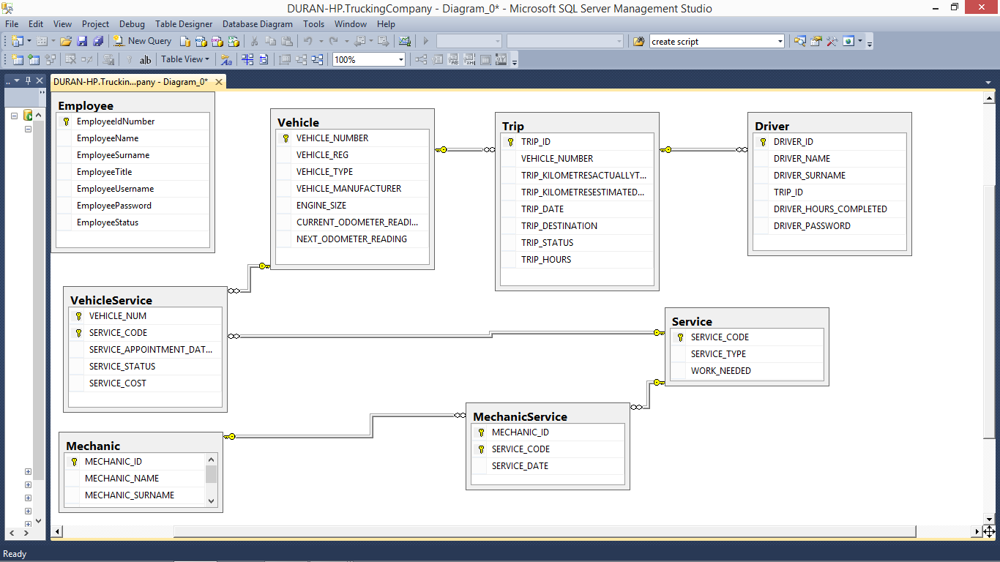 DURAN-HP.TruckingCompany - Diagram_0* - Microsoft SQL Server Management Studio
File Edit View Project Debug Table Designer Database Diagram Tools Window Help
New Query
create script
ab
Table View
100%
DURAN-HP.Truckin...pany - Diagram_0*
Employee
EmployeeIdNumber
EmployeeName
EmployeeSurname
EmployeeTitle
EmployeeUsername
EmployeePassword
EmployeeStatus
Vehicle
VEHICLE_NUMBER
VEHICLE_REG
VEHICLE_TYPE
VEHICLE_MANUFACTURER
ENGINE_SIZE
CURRENT_ODOMETER_READI...
NEXT_ODOMETER_READING
Trip
TRIP_ID
VEHICLE_NUMBER
TRIP_KILOMETRESACTUALLYT...
TRIP_KILOMETRESESTIMATED...
TRIP_DATE
TRIP_DESTINATION
TRIP_STATUS
TRIP_HOURS
Driver
DRIVER_ID
DRIVER_NAME
DRIVER_SURNAME
TRIP_ID
DRIVER_HOURS_COMPLETED
DRIVER_PASSWORD
VehicleService
VEHICLE_NUM
SERVICE_CODE
SERVICE_APPOINTMENT_DAT...
SERVICE_STATUS
SERVICE_COST
Service
SERVICE_CODE
SERVICE_TYPE
WORK_NEEDED
Mechanic
MECHANIC_ID
MECHANIC_NAME
MECHANIC_SURNAME
MechanicService
MECHANIC_ID
SERVICE_CODE
SERVICE_DATE
Ready